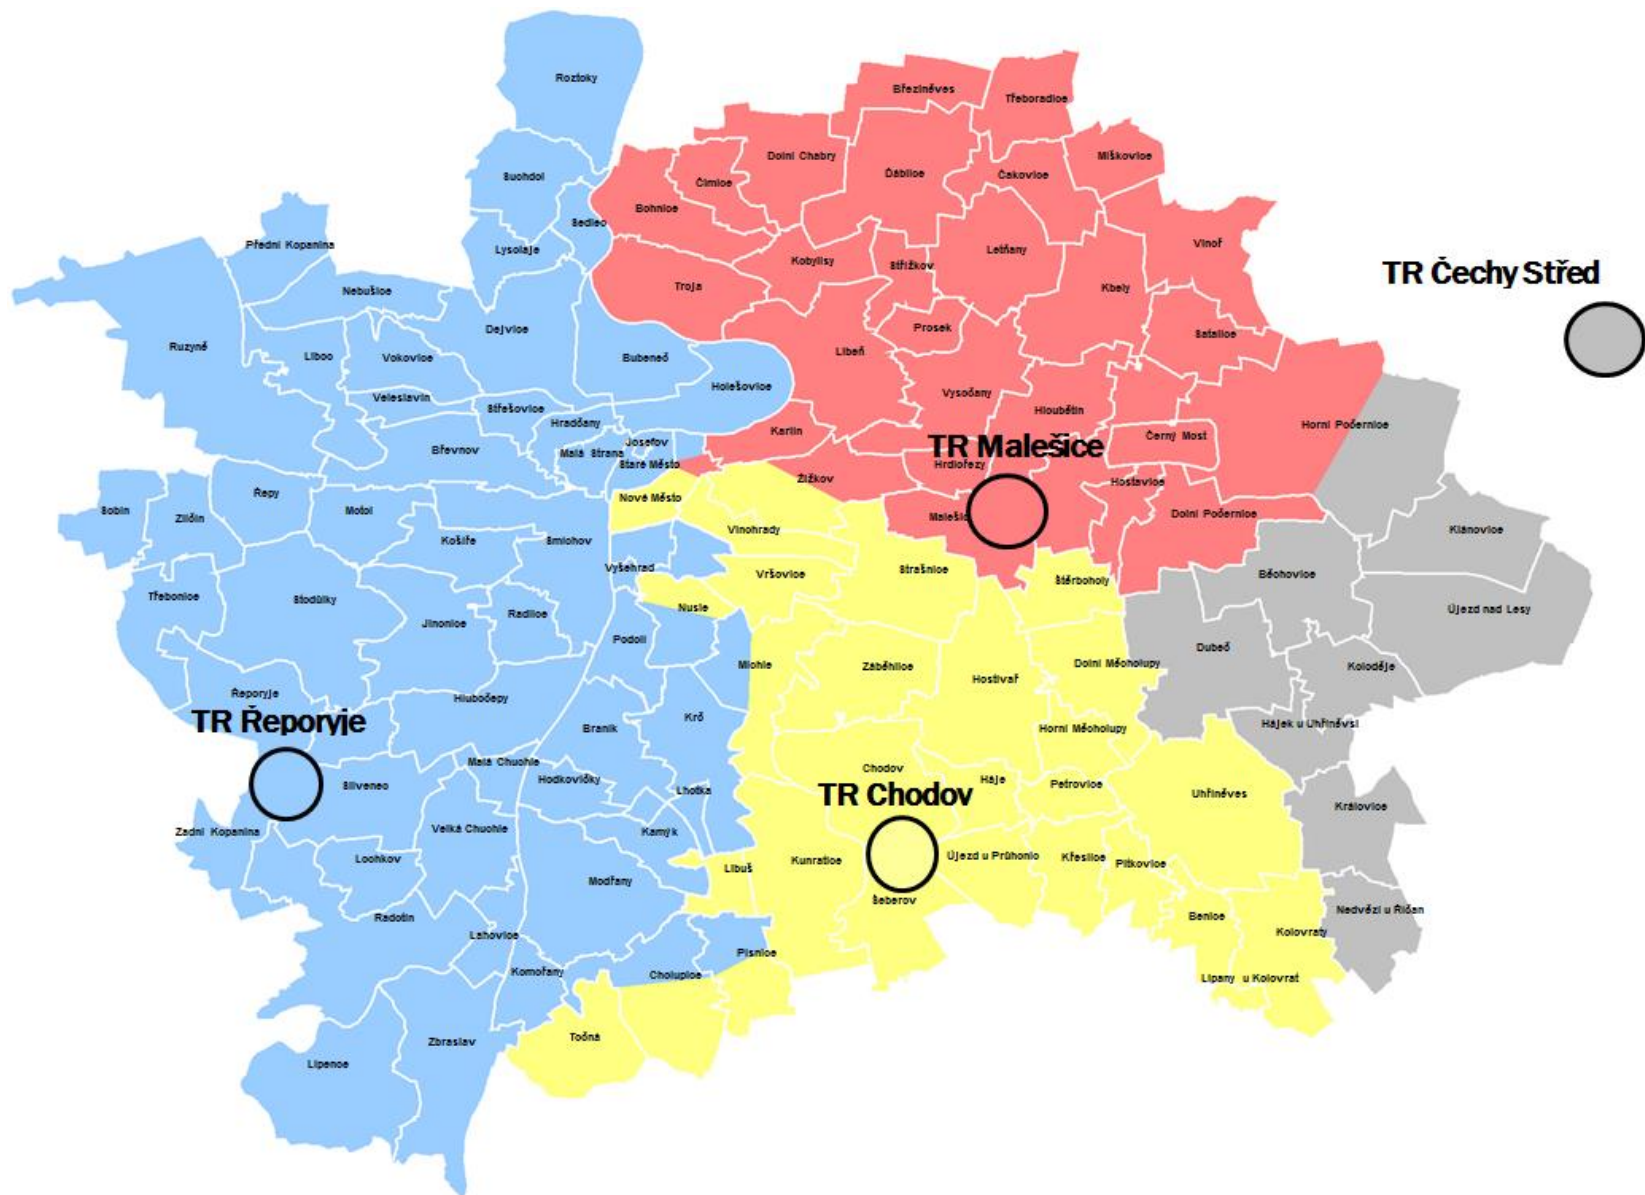 Roztoky
Březiněves
Třeboradice
Dolní Chabry
Miškovice
Suchdol
Čimice
Ďáblice
Čakovice
Bohnice
Sedlec
Přední Kopanina
Lysolaje
Letňany
Vinoř
Kobylisy
Střížkov
TR Čechy Střed
Nebušice
Troja
Kbely
Dejvice
Prosek
Satalice
Ruzyně
Liboc
Vokovice
Bubeneč
Libeň
Holešovice
Vysočany
Veleslavín
Střešovice
Hloubětín
Hradčany
Karlín
Horní Počernice
Josefov
Břevnov
Malá Strana
TR Malešice
Černý Most
Staré Město
Hrdlořezy
Řepy
Nové Město
Žižkov
Hostavice
Sobín
Zličín
Motol
Malešic
Dolní Počernice
Vinohrady
Klánovice
Košíře
Smíchov
Vyšehrad
Vršovice
Strašnice
Štěrboholy
Běchovice
Třebonice
Stodůlky
Radlice
Nusle
Újezd nad Lesy
Jinonice
Podolí
Dubeč
Michle
Záběhlice
Dolní Měcholupy
Koloděje
Hostivař
Řeporyje
Hlubočepy
TR Řeporyje
Braník
Krč
Horní Měcholupy
Hájek u Uhříněvsi
Malá Chuchle
Chodov
Slivenec
Hodkovičky
Lhotka
TR Chodov
Háje
Petrovice
Uhříněves
Královice
Zadní Kopanina
Velká Chuchle
Kamýk
Lochkov
Libuš
Kunratice
Újezd u Průhonic
Křeslice
Pitkovice
Modřany
Šeberov
Radotín
Benice
Nedvězí u Říčan
Lahovice
Kolovraty
Písnice
Komořany
Cholupice
Lipany u Kolovrat
Zbraslav
Točná
Lipence